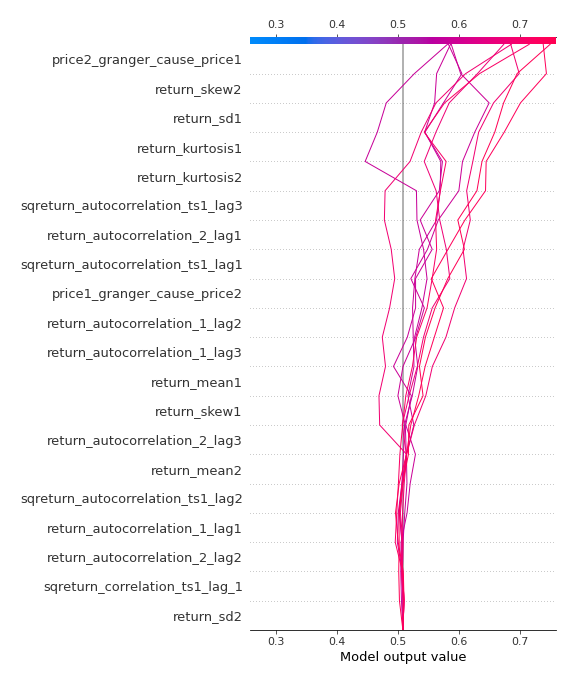 0.3 0.4 0.5 0.6 0.7
price2_granger_cause_price1
return_skew2
return_sd1
return_kurtosis1
return_kurtosis2
sqreturn_autocorrelation_ts1_lag3
return_autocorrelation_2_lag1
sqreturn_autocorrelation_ts1_lag1
price1_granger_cause_price2
return_autocorrelation_1_lag2
return_autocorrelation_1_lag3
return_mean1
return_skew1
return_autocorrelation_2_lag3
return_mean2
sqreturn_autocorrelation_ts1_lag2
return_autocorrelation_1_lag1
return_autocorrelation_2_lag2
sqreturn_correlation_ts1_lag_1
return_sd2
0.3 0.4 0.5 0.6 0.7
Model output value